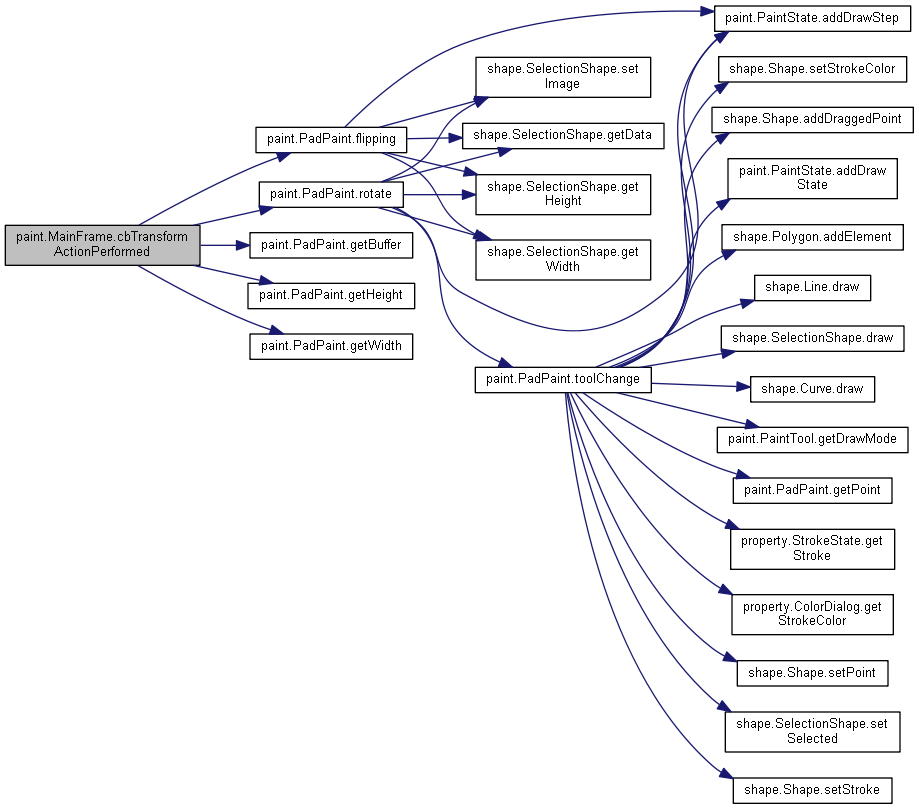 paint.MainFrame.cbTransform
ActionPerformed
paint.PadPaint.flipping
paint.PadPaint.rotate
paint.PadPaint.getBuffer
paint.PadPaint.getHeight
paint.PadPaint.getWidth
shape.SelectionShape.set
Image
shape.SelectionShape.getData
shape.SelectionShape.get
Height
shape.SelectionShape.get
Width
paint.PadPaint.toolChange
paint.PaintState.addDrawStep
shape.Shape.setStrokeColor
shape.Shape.addDraggedPoint
paint.PaintState.addDraw
State
shape.Polygon.addElement
shape.Line.draw
shape.SelectionShape.draw
shape.Curve.draw
paint.PaintTool.getDrawMode
paint.PadPaint.getPoint
property.StrokeState.get
Stroke
property.ColorDialog.get
StrokeColor
shape.Shape.setPoint
shape.SelectionShape.set
Selected
shape.Shape.setStroke